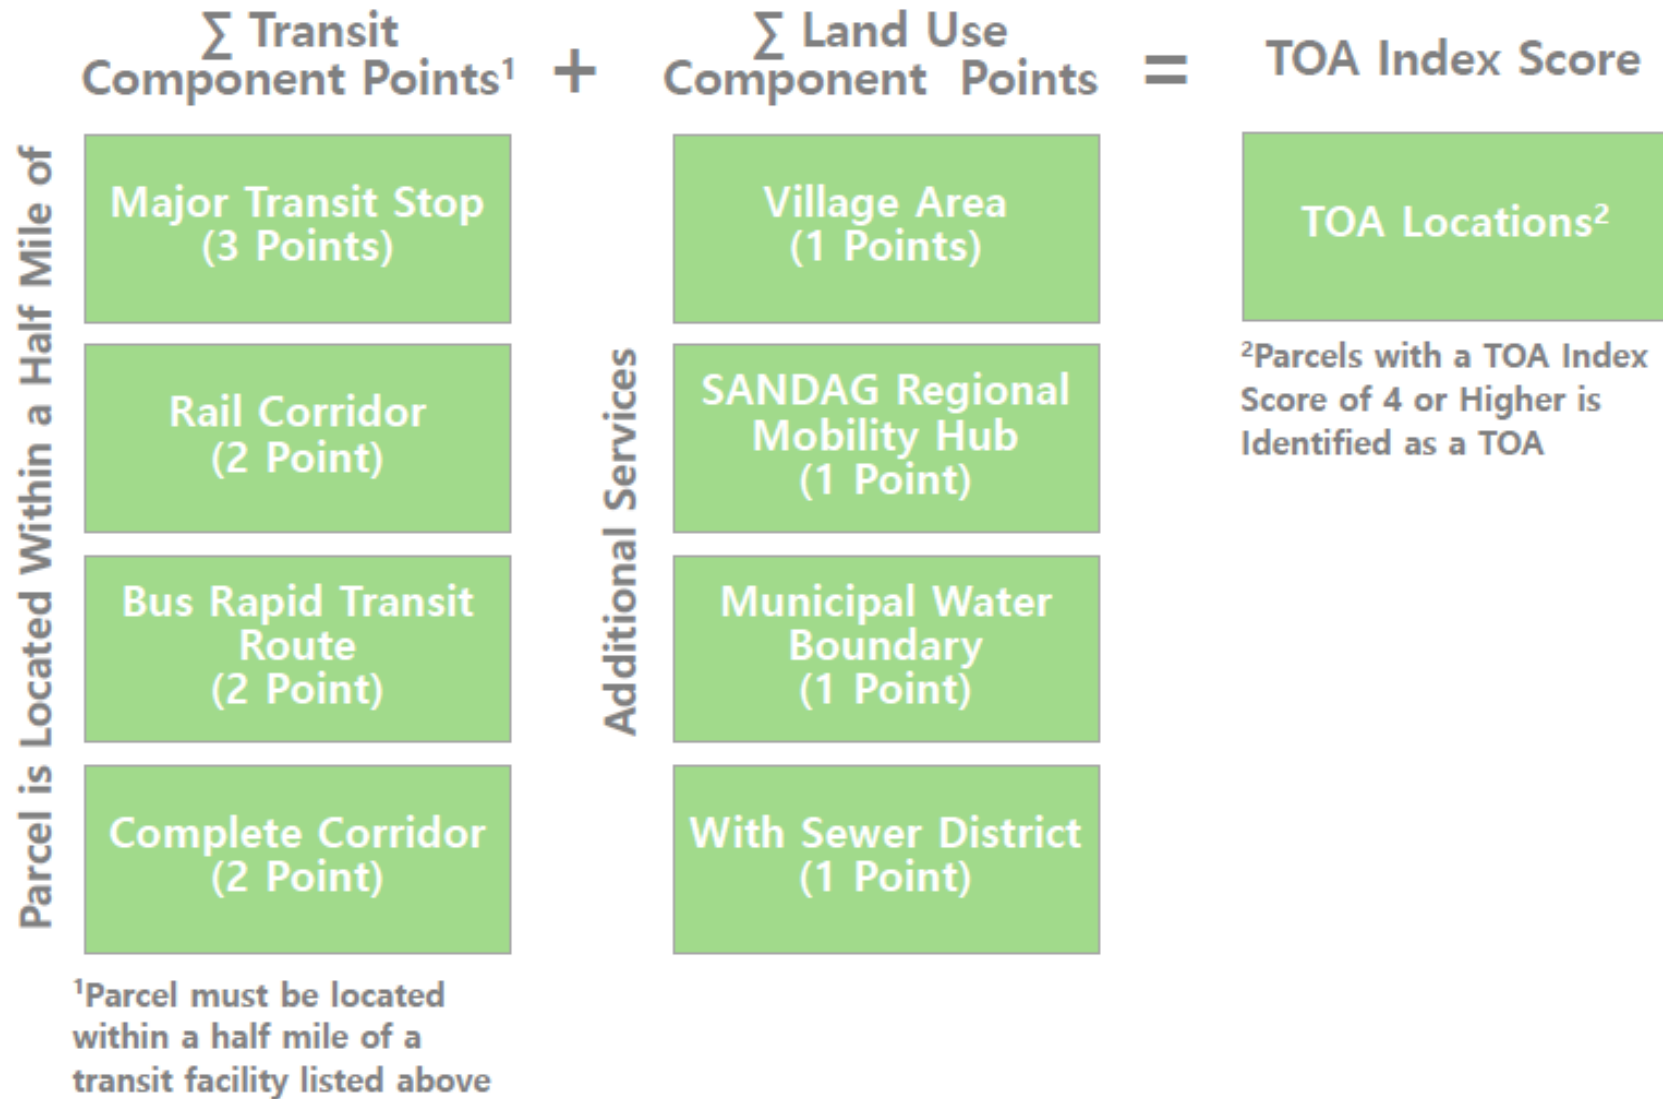 ∑ Transit
Component Points¹
+
∑ Land Use
Component Points
=
TOA Index Score
Parcel is Located Within a Half Mile of
Major Transit Stop
(3 Points)
Rail Corridor
(2 Point)
Bus Rapid Transit
Route
(2 Point)
Complete Corridor
(2 Point)
¹Parcel must be located
within a half mile of a
transit facility listed above
Additional Services
Village Area
(1 Points)
SANDAG Regional
Mobility Hub
(1 Point)
Municipal Water
Boundary
(1 Point)
With Sewer District
(1 Point)
TOA Locations²
²Parcels with a TOA Index
Score of 4 or Higher is
Identified as a TOA